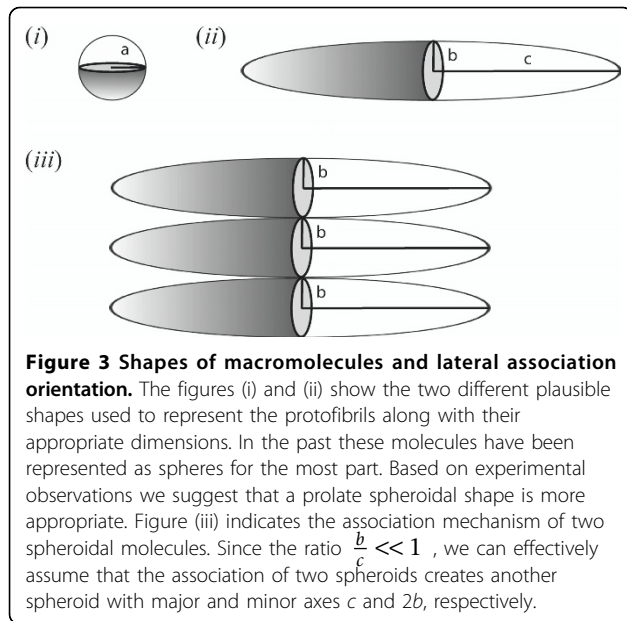 (i)
a
(ii)
b
c
(iii)
b
b
b
Figure 3 Shapes of macromolecules and lateral association
orientation. The figures (i) and (ii) show the two different plausible
shapes used to represent the protofibrils along with their
appropriate dimensions. In the past these molecules have been
represented as spheres for the most part. Based on experimental
observations we suggest that a prolate spheroidal shape is more
appropriate. Figure (iii) indicates the association mechanism of two
spheroidal molecules. Since the ratio b/c << 1 , we can effectively
assume that the association of two spheroids creates another
spheroid with major and minor axes c and 2b, respectively.